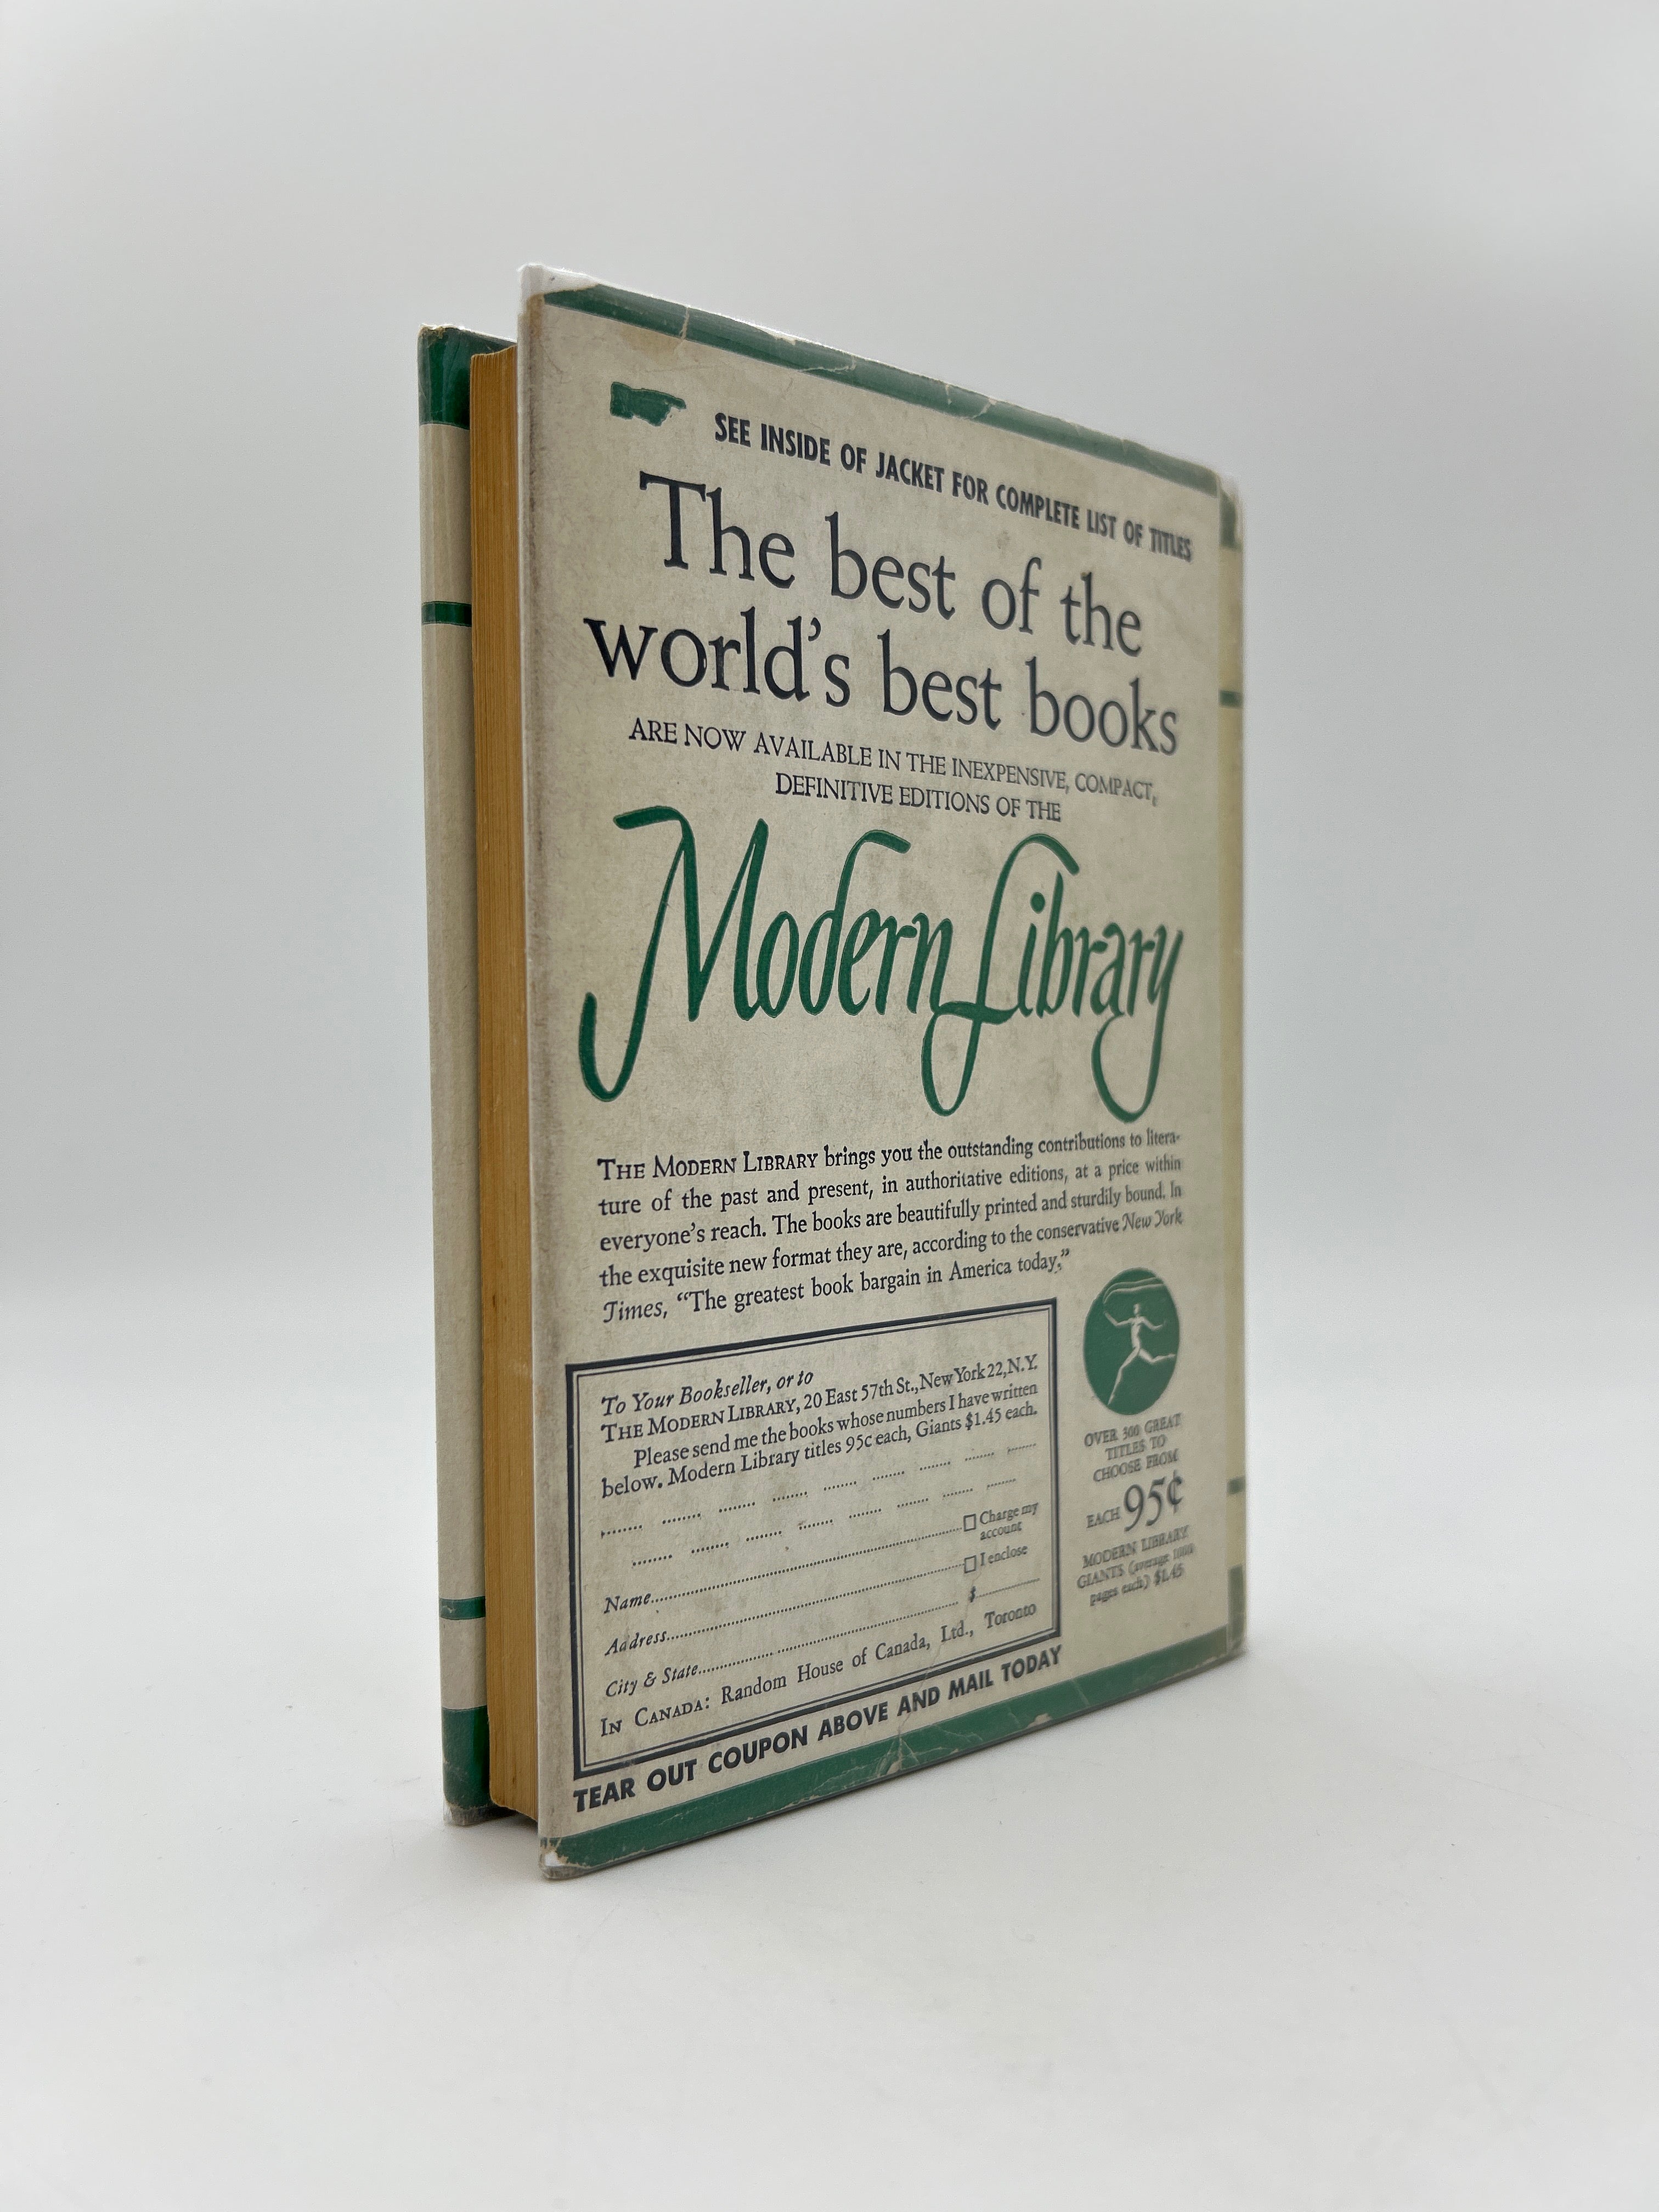 SEE INSIDE OF JACKET FOR COMPLETE LIST OF TITLES
The best of the
world's best books
ARE NOW AVAILABLE IN THE INEXPENSIVE, COMPACT,
DEFINITIVE EDITIONS OF THE
Modern Library
THE MODERN LIBRARY brings you the outstanding contributions to litera-
ture of the past and present, in authoritative editions, at a price within
everyone's reach. The books are beautifully printed and sturdily bound. In
the exquisite new format they are, according to the conservative New York
Times, “The greatest book bargain in America today.”
To Your Bookseller, or to
THE MODERN LIBRARY, 20 East 57th St., New York 22, N.Y.
Please send me the books whose numbers I have written
below. Modern Library titles 95c each, Giants $1.45 each.
Charge my
account
Name
I enclose
Address
$
City & State
IN CANADA: Random House of Canada, Ltd., Toronto
TEAR OUT COUPON ABOVE AND MAIL TODAY
OVER 300 GREAT
TITLES TO
CHOOSE FROM
EACH 95¢
MODERN LIBRARY
GIANTS (average 1000
pages each) $1.45